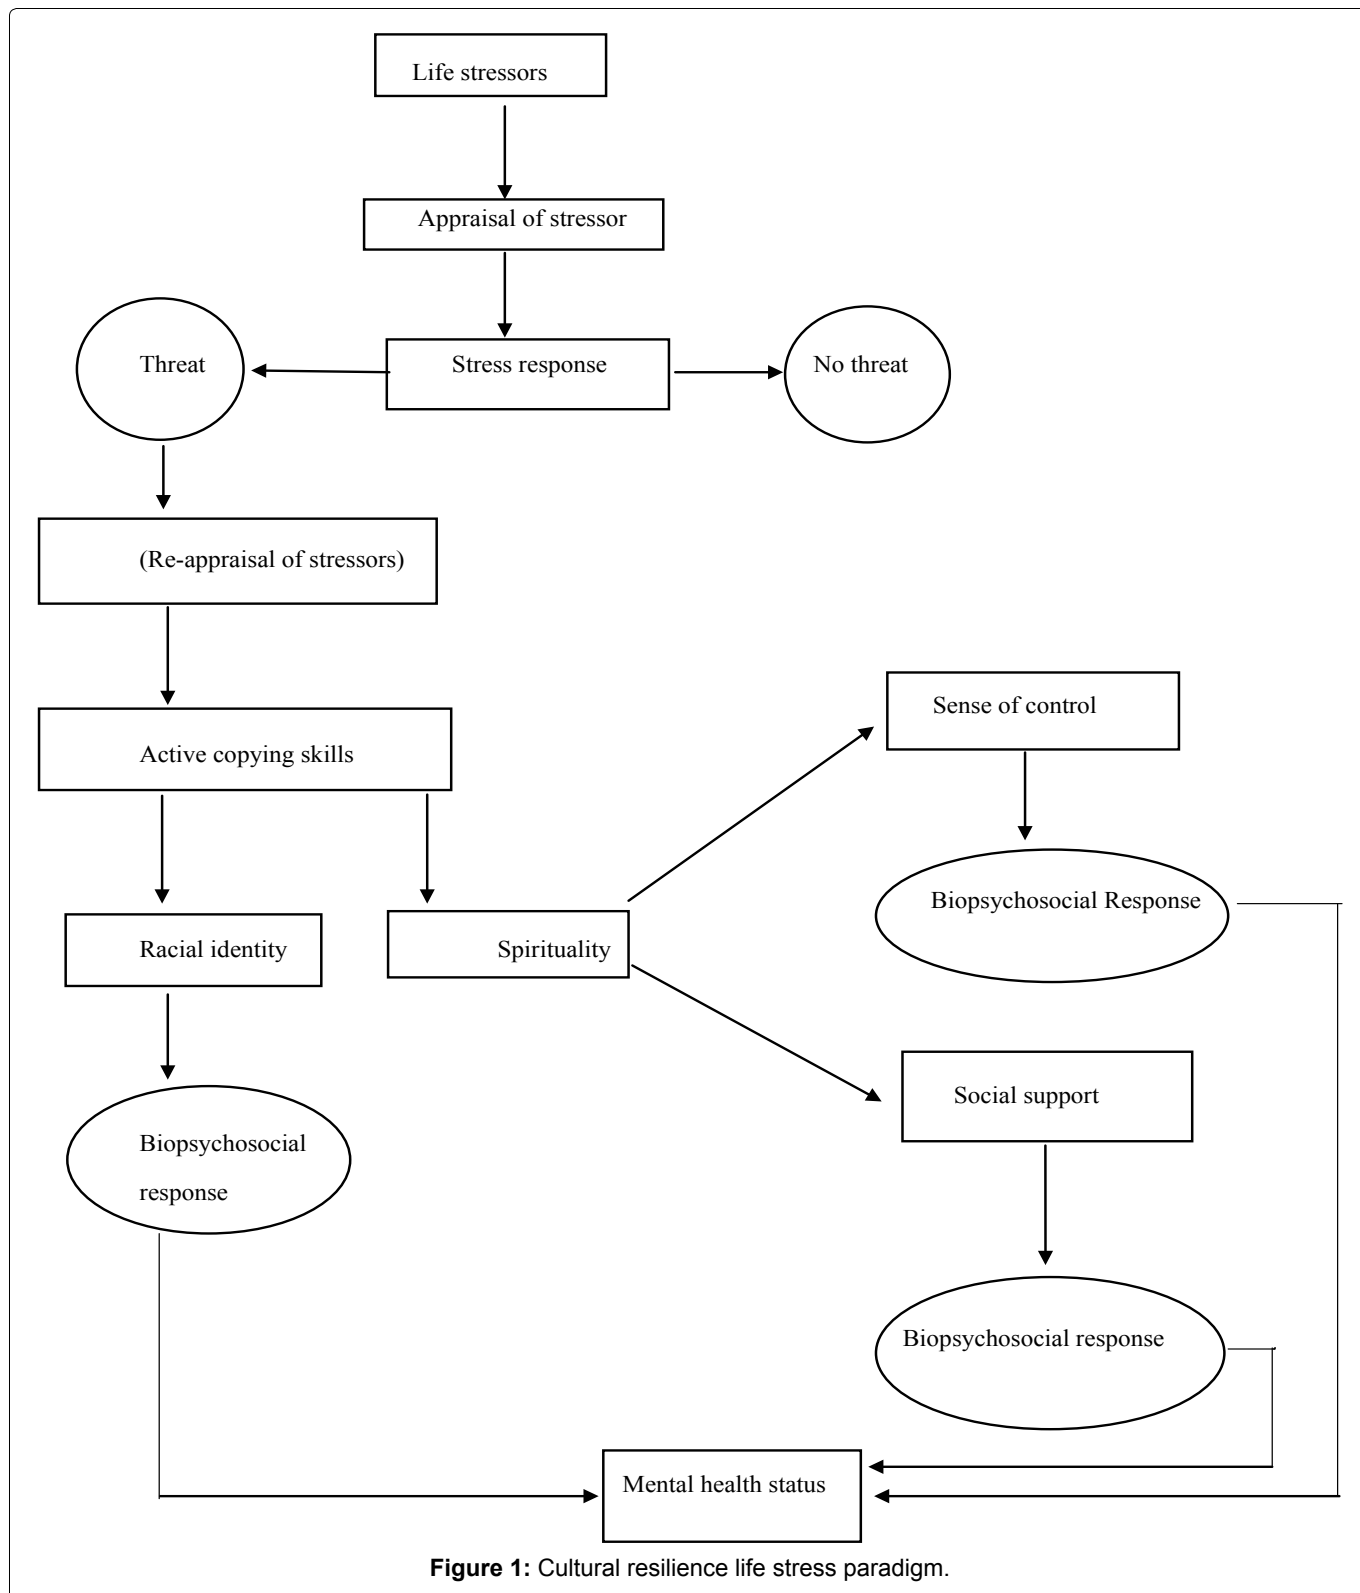 Life stressors
Appraisal of stressor
Threat
Stress response
No threat
(Re-appraisal of stressors)
Active copying skills
Sense of control
Biopsychosocial Response
Racial identity
Spirituality
Social support
Biopsychosocial
response
Biopsychosocial response
Mental health status
Figure 1: Cultural resilience life stress paradigm.